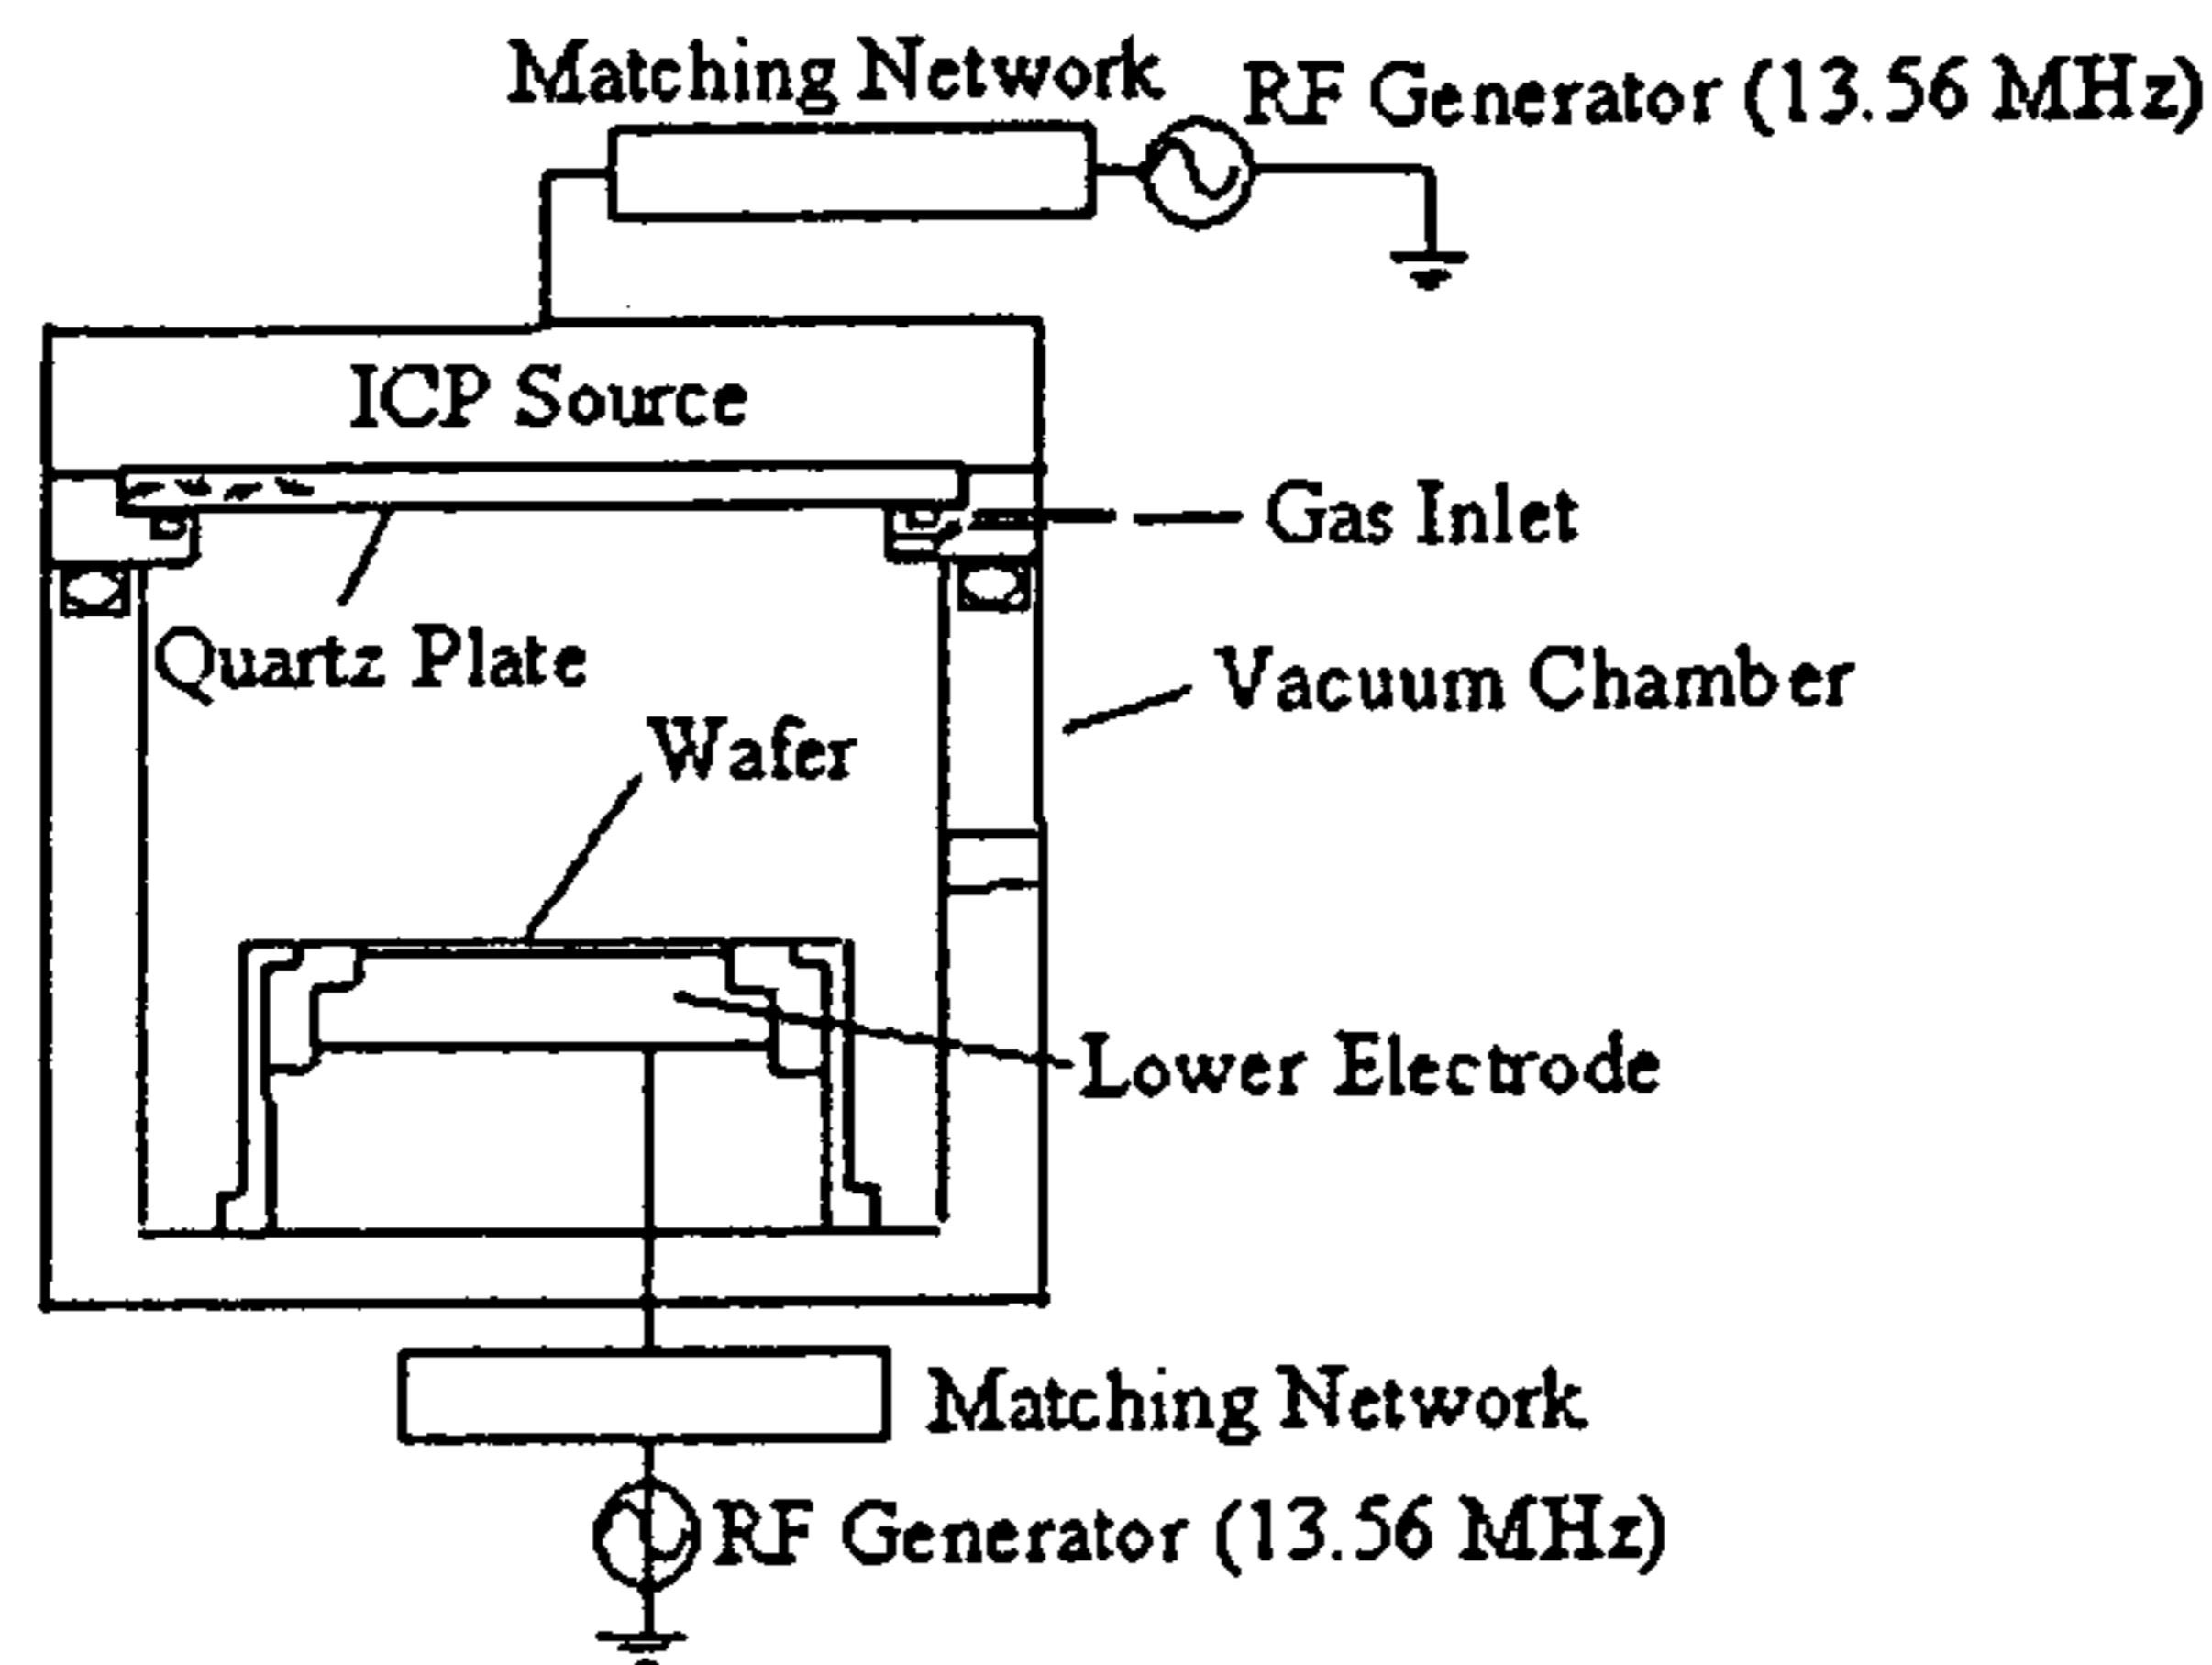 Matching Network
RF Generator (13.56 MHz)
ICP Source
Gas Inlet
Quartz Plate
Vacuum Chamber
Wafer
Lower Electrode
Matching Network
RF Generator (13.56 MHz)